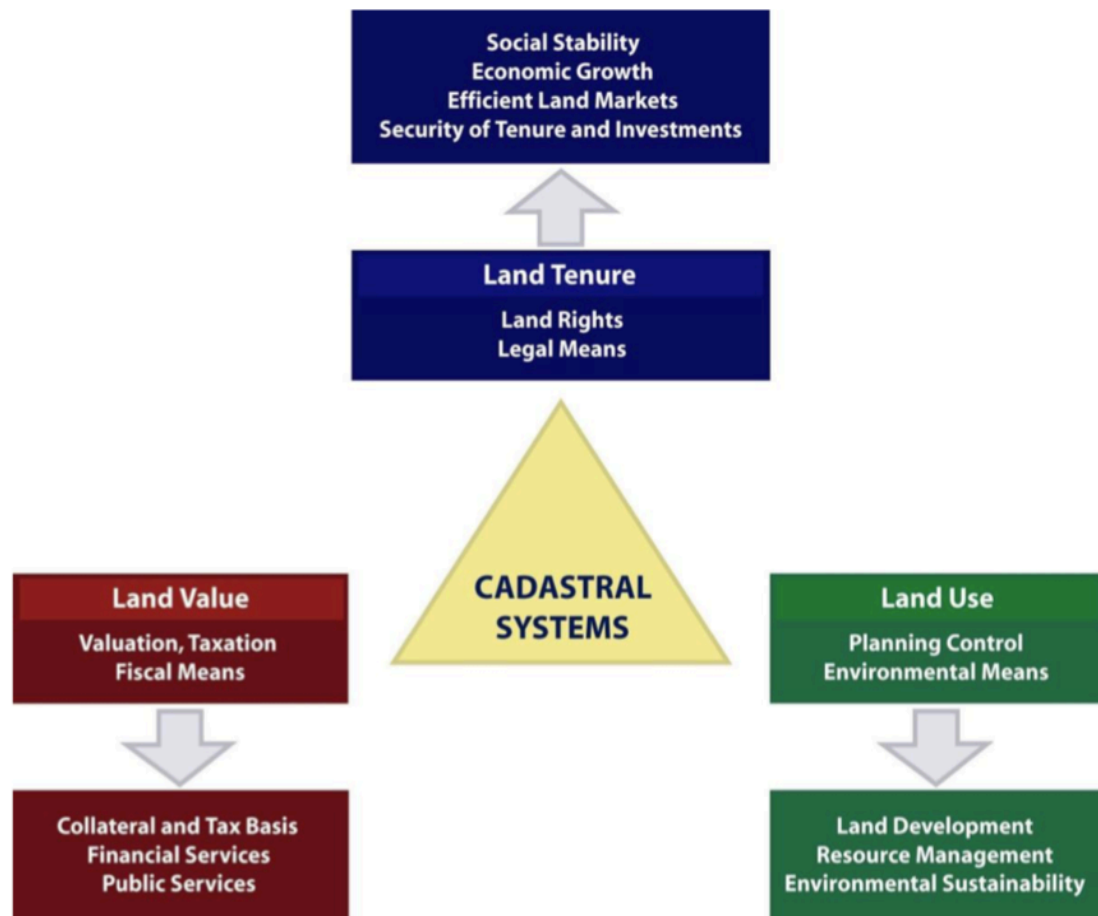 Social Stability
Economic Growth
Efficient Land Markets
Security of Tenure and Investments
Land Tenure
Land Rights
Legal Means
CADASTRAL
SYSTEMS
Land Value
Valuation, Taxation
Fiscal Means
Collateral and Tax Basis
Financial Services
Public Services
Land Use
Planning Control
Environmental Means
Land Development
Resource Management
Environmental Sustainability